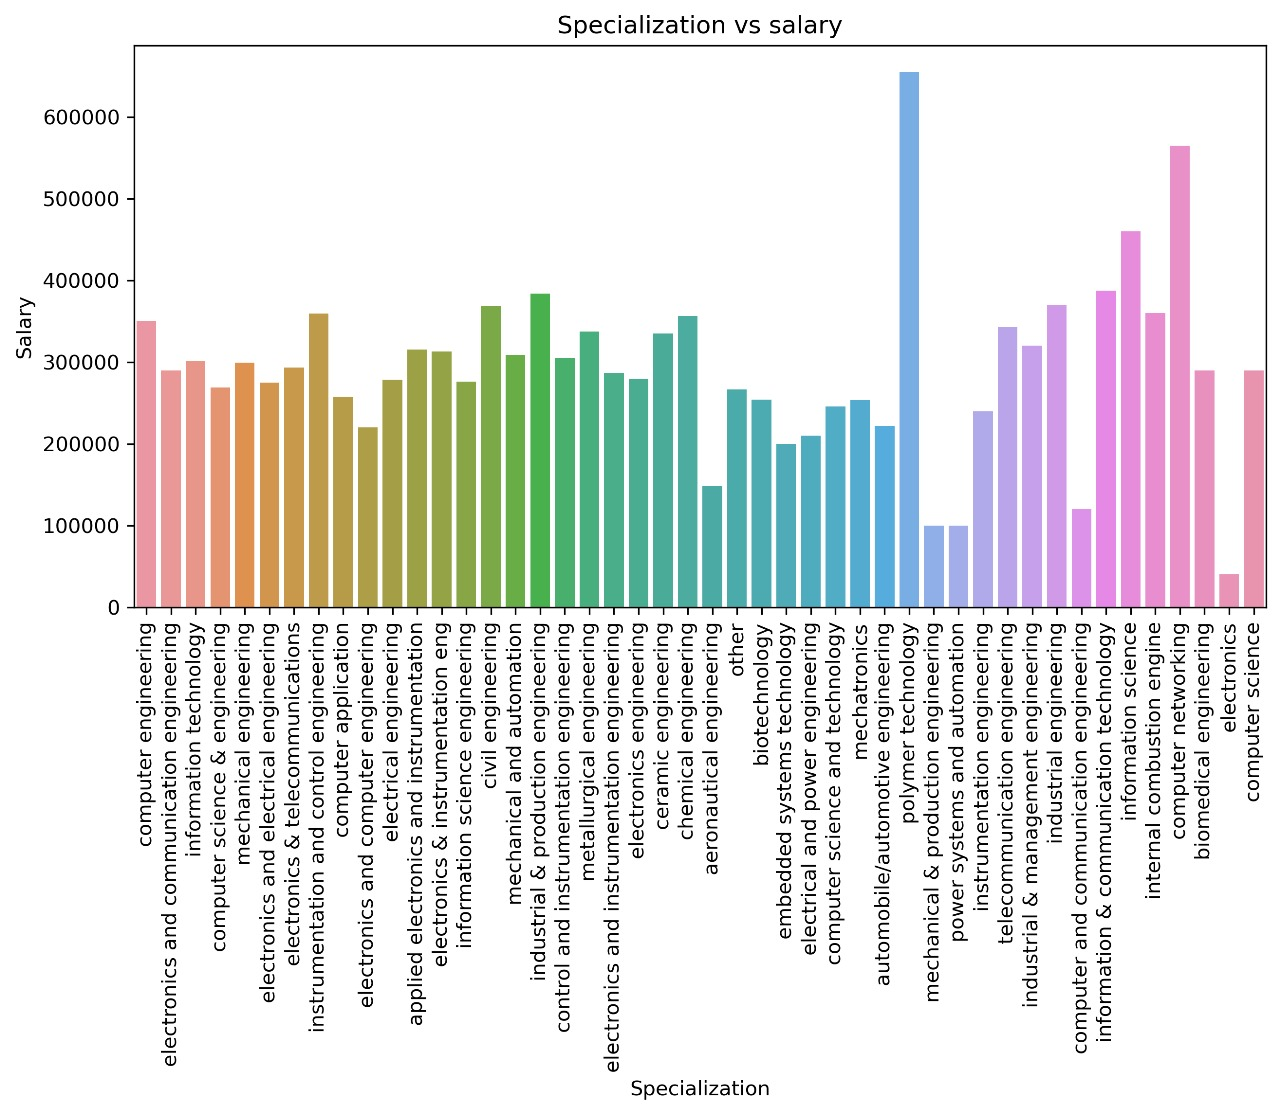 Specialization vs salary
Salary
600000
500000
400000
300000
200000
100000
0
computer engineering
electronics and communication engineering
information technology
computer science & engineering
mechanical engineering
electronics and electrical engineering
electronics & telecommunications
instrumentation and control engineering
computer application
electronics and computer engineering
electrical engineering
applied electronics and instrumentation
electronics & instrumentation eng
information science engineering
civil engineering
mechanical and automation
industrial & production engineering
control and instrumentation engineering
metallurgical engineering
electronics and instrumentation engineering
electronics engineering
ceramic engineering
chemical engineering
aeronautical engineering
other
biotechnology
embedded systems technology
electrical and power engineering
computer science and technology
mechatronics
automobile/automotive engineering
polymer technology
mechanical & production engineering
power systems and automation
instrumentation engineering
telecommunication engineering
industrial & management engineering
industrial engineering
computer and communication engineering
information & communication technology
information science
internal combustion engine
computer networking
biomedical engineering
electronics
computer science
Specialization